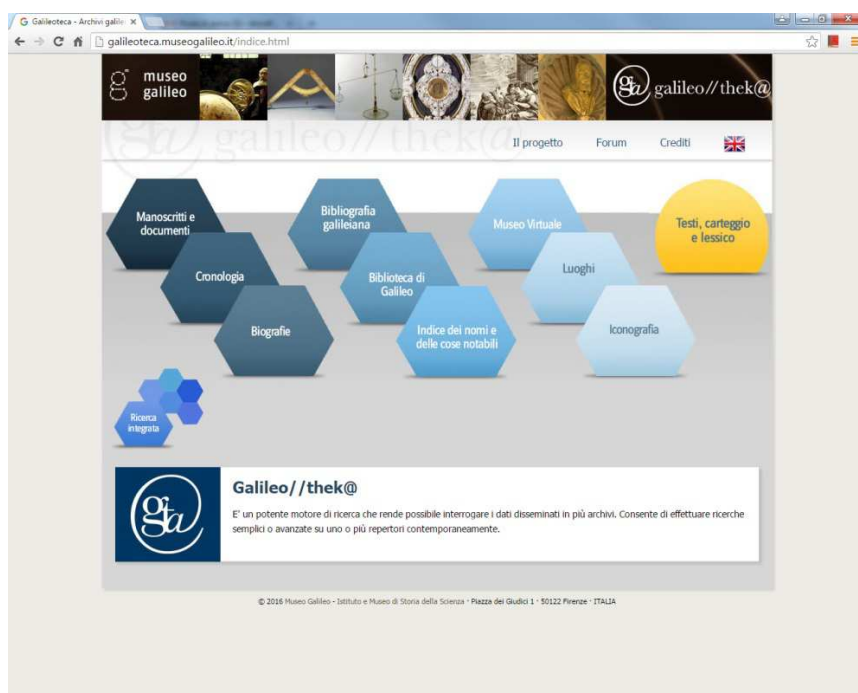 Galileoteca - Archivi galile
galileoteca.museogalileo.it/indice.html
museo
galileo
galileo//thek@
galileo//thek@
Il progetto
Forum
Crediti
Manoscritti e
documenti
Bibliografia
galileiana
Museo Virtuale
Testi, carteggio
e lessico
Cronologia
Biblioteca di
Galileo
Luoghi
Biografie
Indice dei nomi e
delle cose notabili
Iconografia
Ricerca
integrata
Galileo//thek@
E' un potente motore di ricerca che rende possibile interrogare i dati disseminati in più archivi. Consente di effettuare ricerche
semplici o avanzate su uno o più repertori contemporaneamente.
© 2016 Museo Galileo - Istituto e Museo di Storia della Scienza · Piazza dei Giudici 1 · 50122 Firenze · ITALIA